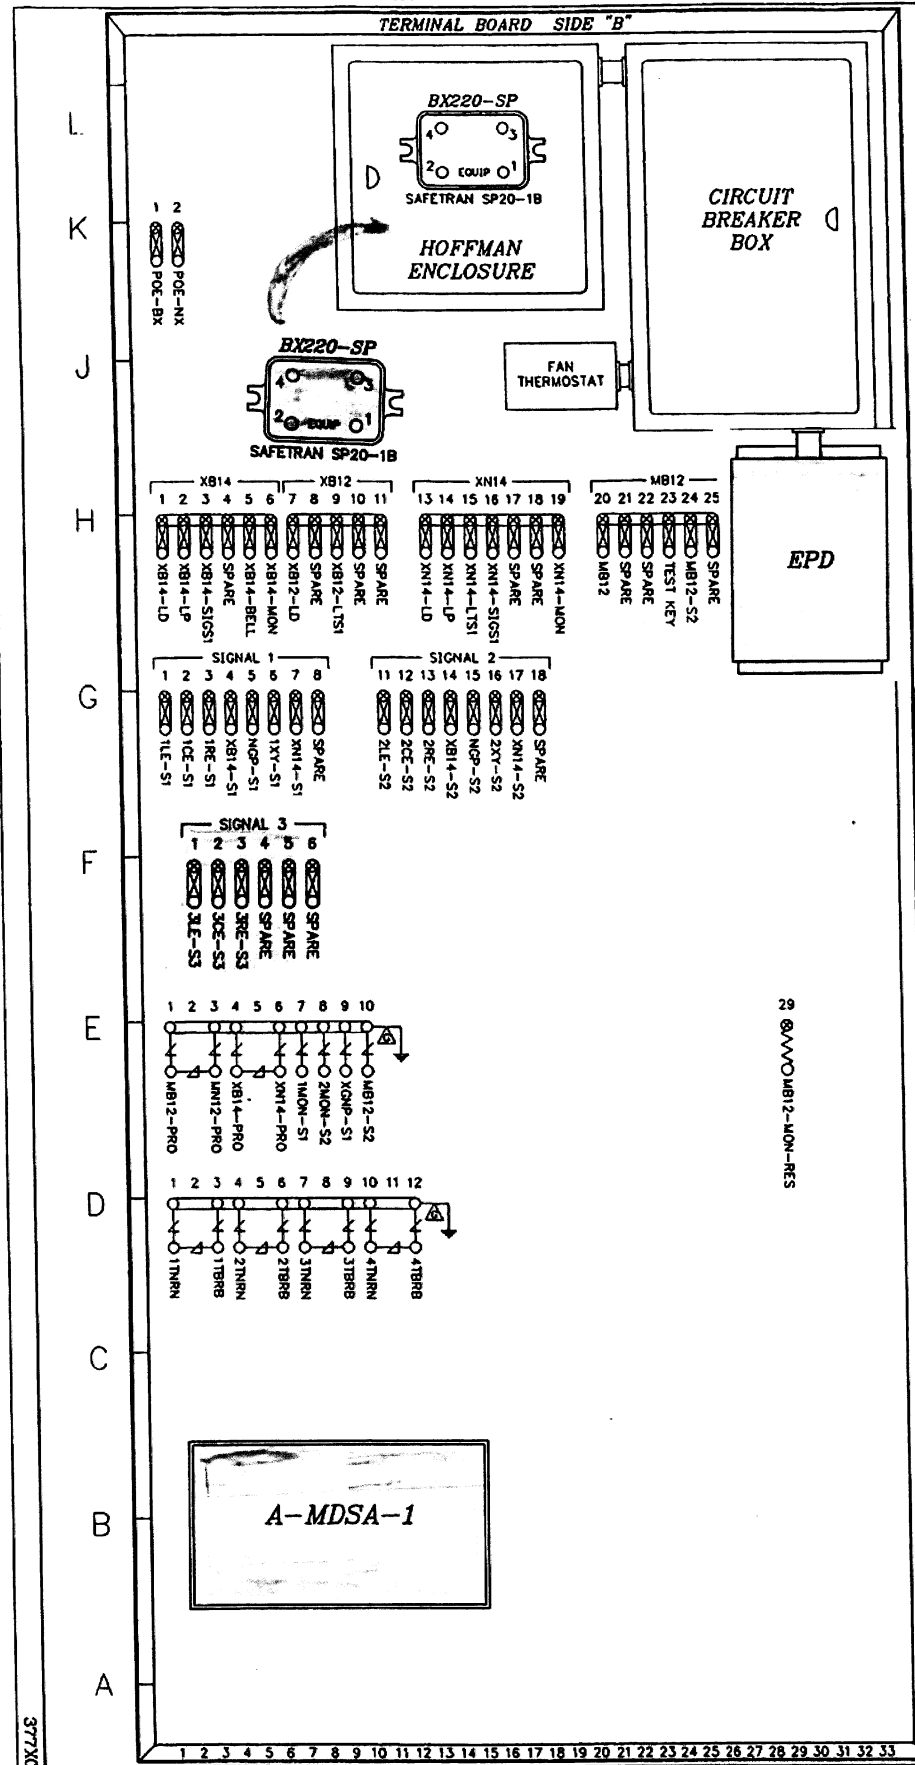 TERMINAL BOARD SIDE "B"
L
BX220-SP
4 3
2 EQUIP 1
SAFETRAN SP20-1B
HOFFMAN
ENCLOSURE
CIRCUIT
BREAKER
BOX
K
1 2
POE-BX
POE-NX
J
BX220-SP
4 3
2 EQUIP 1
SAFETRAN SP20-1B
FAN
THERMOSTAT
EPD
H
XB14 XB12 XN14 MB12
1 2 3 4 5 6 7 8 9 10 11 13 14 15 16 17 18 19 20 21 22 23 24 25
XB14-LD
XB14-LP
XB14-SIGS1
SPARE
XB14-BELL
XB14-MON
XB12-LD
SPARE
XB12-LTS1
SPARE
SPARE
XN14-LD
XN14-LP
XN14-LTS1
XN14-SIGS1
SPARE
SPARE
XN14-MON
MB12
SPARE
SPARE
TEST KEY
MB12-S2
SPARE
G
SIGNAL 1 SIGNAL 2
1 2 3 4 5 6 7 8 11 12 13 14 15 16 17 18
1LE-S1
1CE-S1
1RE-S1
XB14-S1
NGP-S1
1XY-S1
XN14-S1
SPARE
2LE-S2
2CE-S2
2RE-S2
XB14-S2
NGP-S2
2XY-S2
XN14-S2
SPARE
F
SIGNAL 3
1 2 3 4 5 6
3LE-S3
3CE-S3
3RE-S3
SPARE
SPARE
SPARE
E
1 2 3 4 5 6 7 8 9 10
G
MB12-PRO
MN12-PRO
XB14-PRO
XN14-PRO
1MON-S1
2MON-S2
XGNP-S1
MB12-S2
29
MB12-MON-RES
D
1 2 3 4 5 6 7 8 9 10 11 12
G
1TNRN
1TBRB
2TNRN
2TBRB
3TNRN
3TBRB
4TNRN
4TBRB
C
B
A-MDSA-1
A
1 2 3 4 5 6 7 8 9 10 11 12 13 14 15 16 17 18 19 20 21 22 23 24 25 26 27 28 29 30 31 32 33